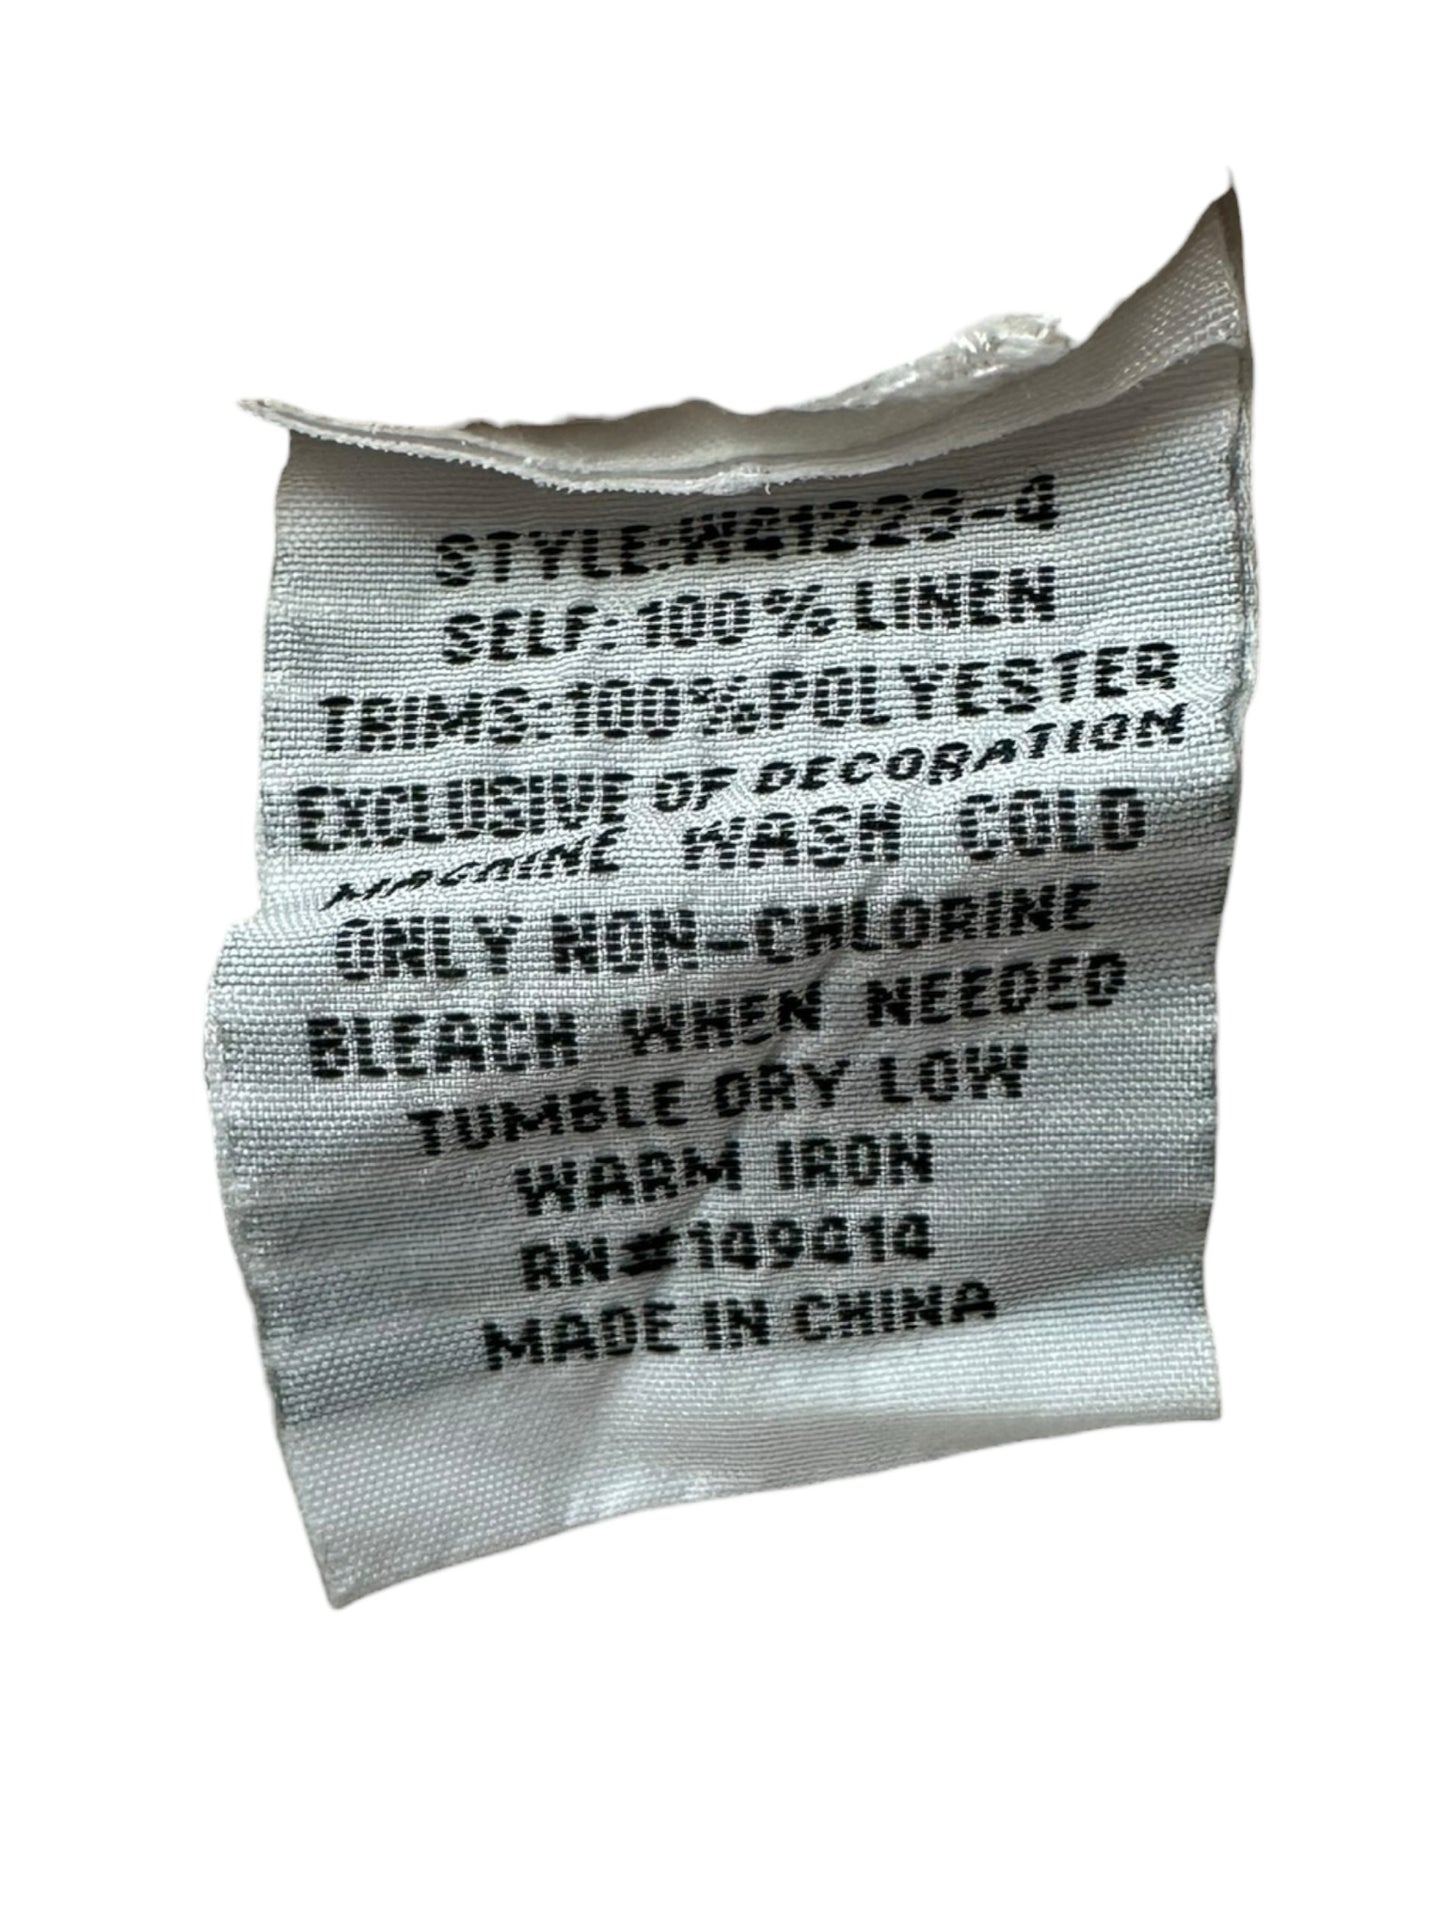 STYLE:W41223-4
SELF: 100% LINEN
TRIMS:100%POLYESTER
EXCLUSIVE OF DECORATION
MACHINE WASH COLD
ONLY NON-CHLORINE
BLEACH WHEN NEEDED
TUMBLE DRY LOW
WARM IRON
RN#149414
MADE IN CHINA